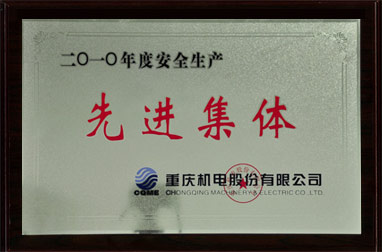 二〇一〇年度安全生产
先进集体
CQME
重庆机电股份有限公司
CHONGQING MACHINERY & ELECTRIC CO.,LTD.